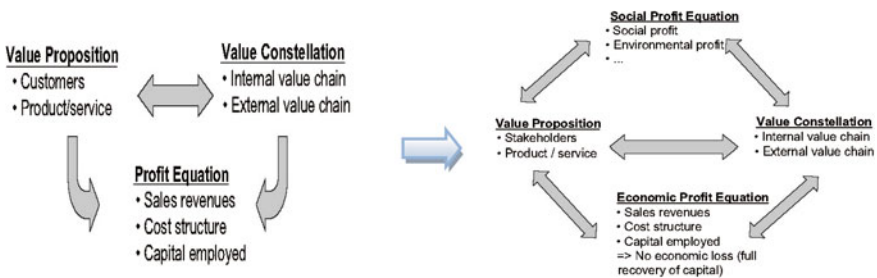 Value Proposition
• Customers
• Product/service
Value Constellation
• Internal value chain
• External value chain
Profit Equation
• Sales revenues
• Cost structure
• Capital employed
Social Profit Equation
• Social profit
• Environmental profit
• ...
Value Proposition
• Stakeholders
• Product / service
Value Constellation
• Internal value chain
• External value chain
Economic Profit Equation
• Sales revenues
• Cost structure
• Capital employed
=> No economic loss (full
recovery of capital)